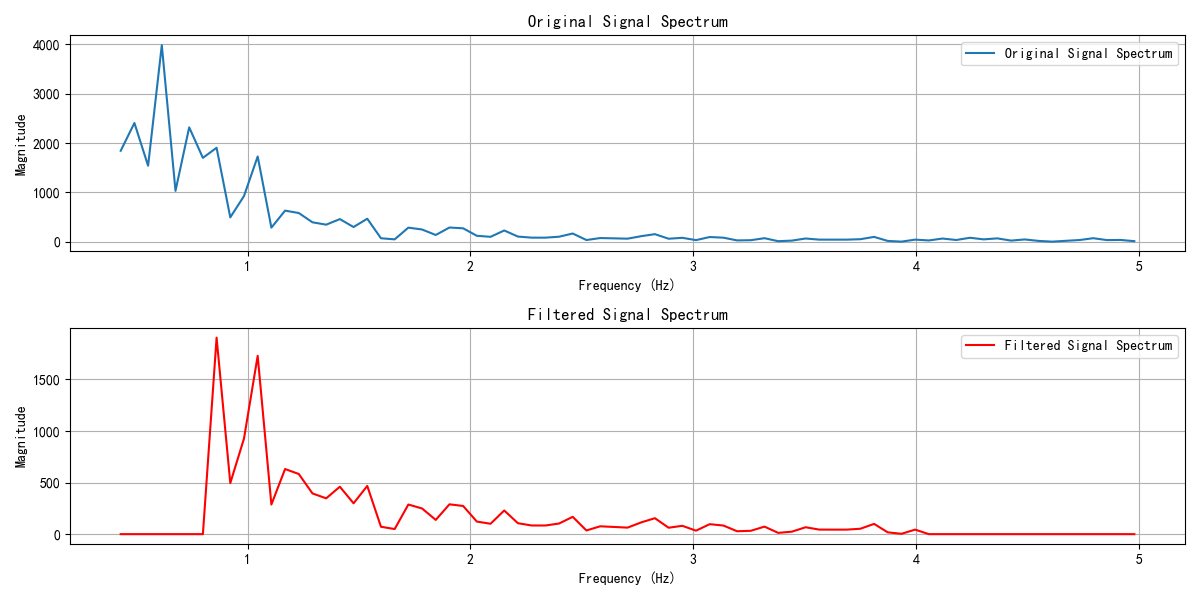 Original Signal Spectrum
4000
3000
2000
1000
0
Magnitude
Original Signal Spectrum
1 2 3 4 5
Frequency (Hz)
Filtered Signal Spectrum
1500
1000
500
0
Magnitude
Filtered Signal Spectrum
1 2 3 4 5
Frequency (Hz)